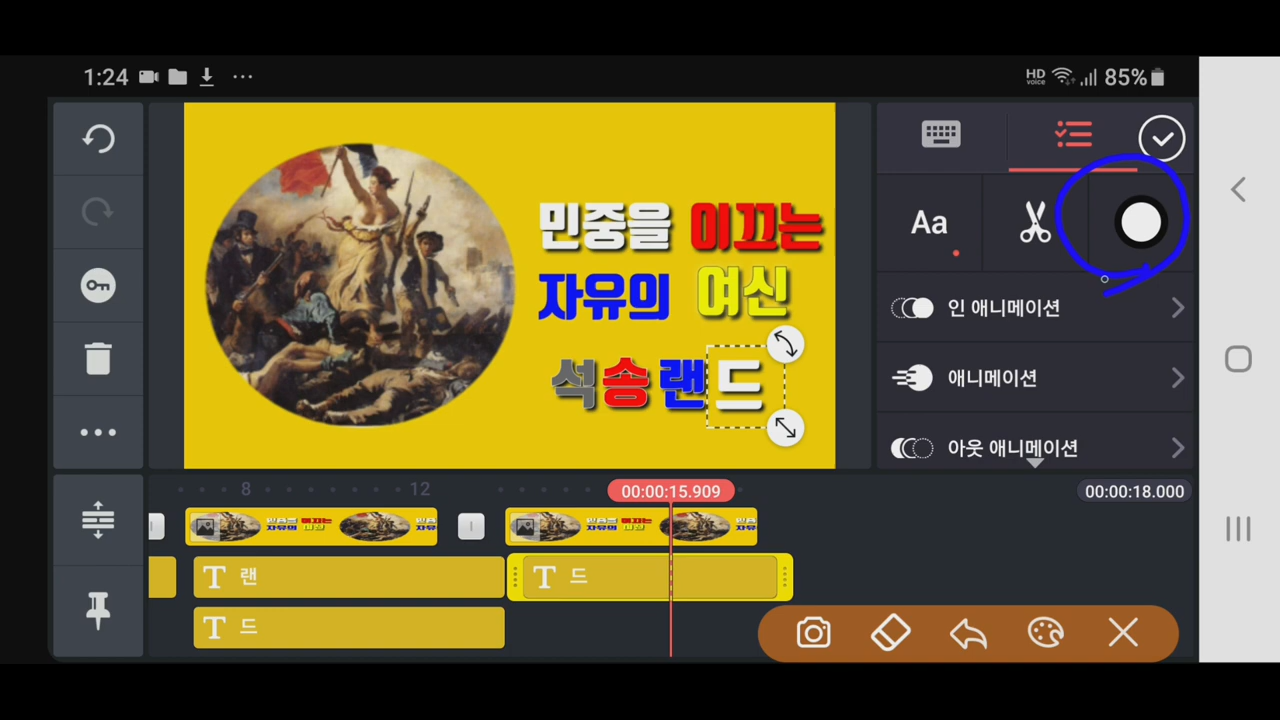 1:24 ... HD voice 85%
민중을 이끄는
자유의 여신
석송랜드
Aa
인 애니메이션
애니메이션
아웃 애니메이션
8 12 00:00:15.909 00:00:18.000
T 랜
T 드
T 드